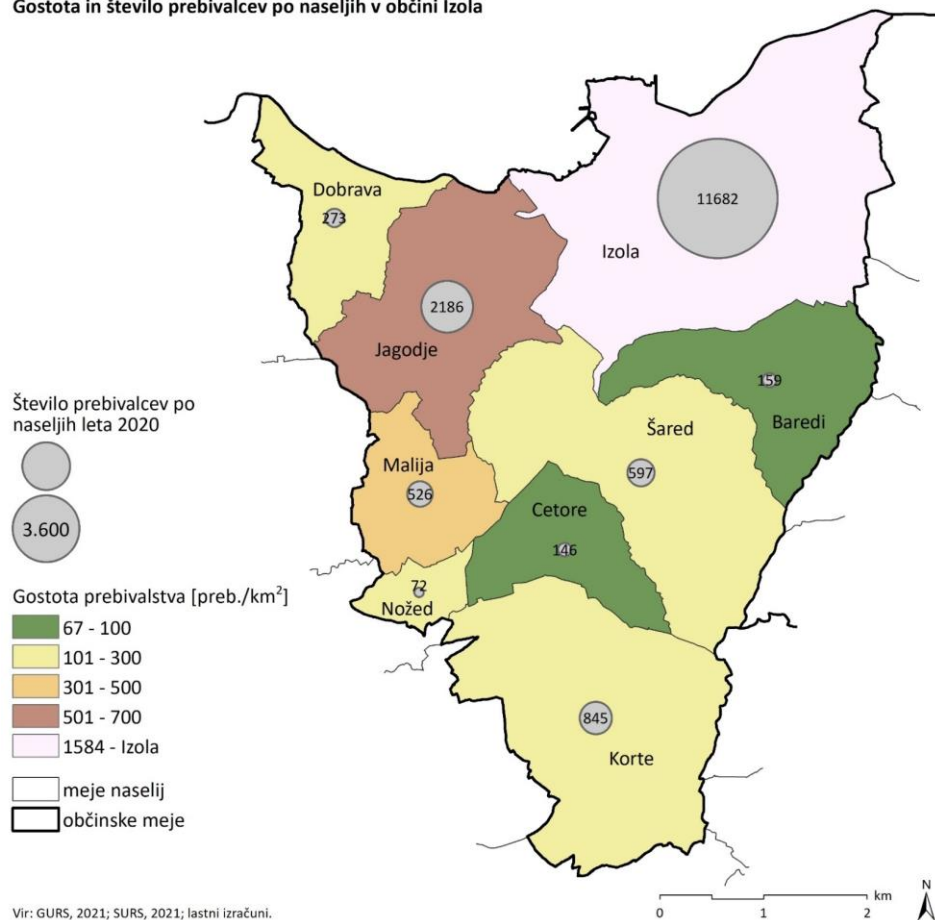 Gostota in število prebivalcev po naseljih v občini Izola
Dobrava
273
11682
Izola
2186
Jagodje
159
Baredi
Šared
597
Malija
526
Cetore
146
72
Nožed
845
Korte
Število prebivalcev po
naseljih leta 2020
3.600
Gostota prebivalstva [preb./km²]
67 - 100
101 - 300
301 - 500
501 - 700
1584 - Izola
meje naselij
občinske meje
Vir: GURS, 2021; SURS, 2021; lastni izračuni.
km
0 1 2
N